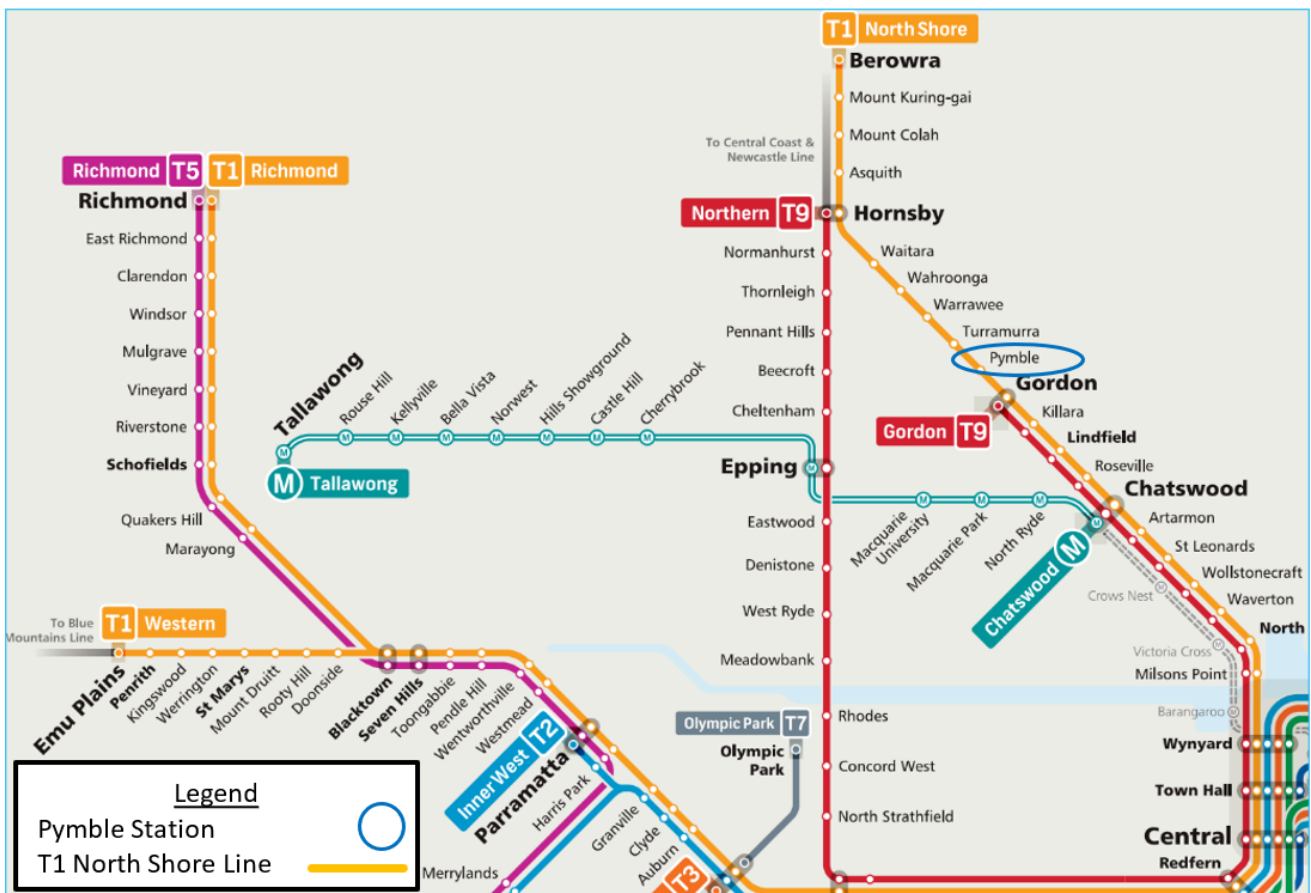 T1 North Shore
Berowra
Mount Kuring-gai
Mount Colah
To Central Coast &
Newcastle Line
Asquith
Richmond T5
T1 Richmond
Richmond
Northern T9
Hornsby
East Richmond
Normanhurst
Waitara
Clarendon
Wahroonga
Thornleigh
Warrawee
Windsor
Pennant Hills
Turramurra
Mulgrave
Pymble
Beecroft
Gordon
Vineyard
Cheltenham
Killara
Tallawong
Rouse Hill
Kellyville
Bella Vista
Norwest
Hills Showground
Castle Hill
Cherrybrook
Riverstone
Gordon T9
Lindfield
Schofields
Epping
Roseville
M Tallawong
Chatswood
Quakers Hill
Eastwood
Macquarie
University
Macquarie Park
North Ryde
Artarmon
Marayong
St Leonards
Denistone
Chatswood M
Wollstonecraft
Crows Nest
Waverton
West Ryde
To Blue
Mountains Line
T1 Western
North
Victoria Cross
Meadowbank
Milsons Point
Emu Plains
Penrith
Kingswood
Werrington
St Marys
Mount Druitt
Rooty Hill
Doonside
Blacktown
Seven Hills
Toongabbie
Pendle Hill
Wentworthville
Westmead
Barangaroo
Olympic Park T7
Rhodes
Inner West T2
Parramatta
Olympic
Park
Wynyard
Concord West
Harris Park
Town Hall
Granville
Clyde
Auburn
North Strathfield
Central
Redfern
Merrylands
T3
Legend
Pymble Station
T1 North Shore Line